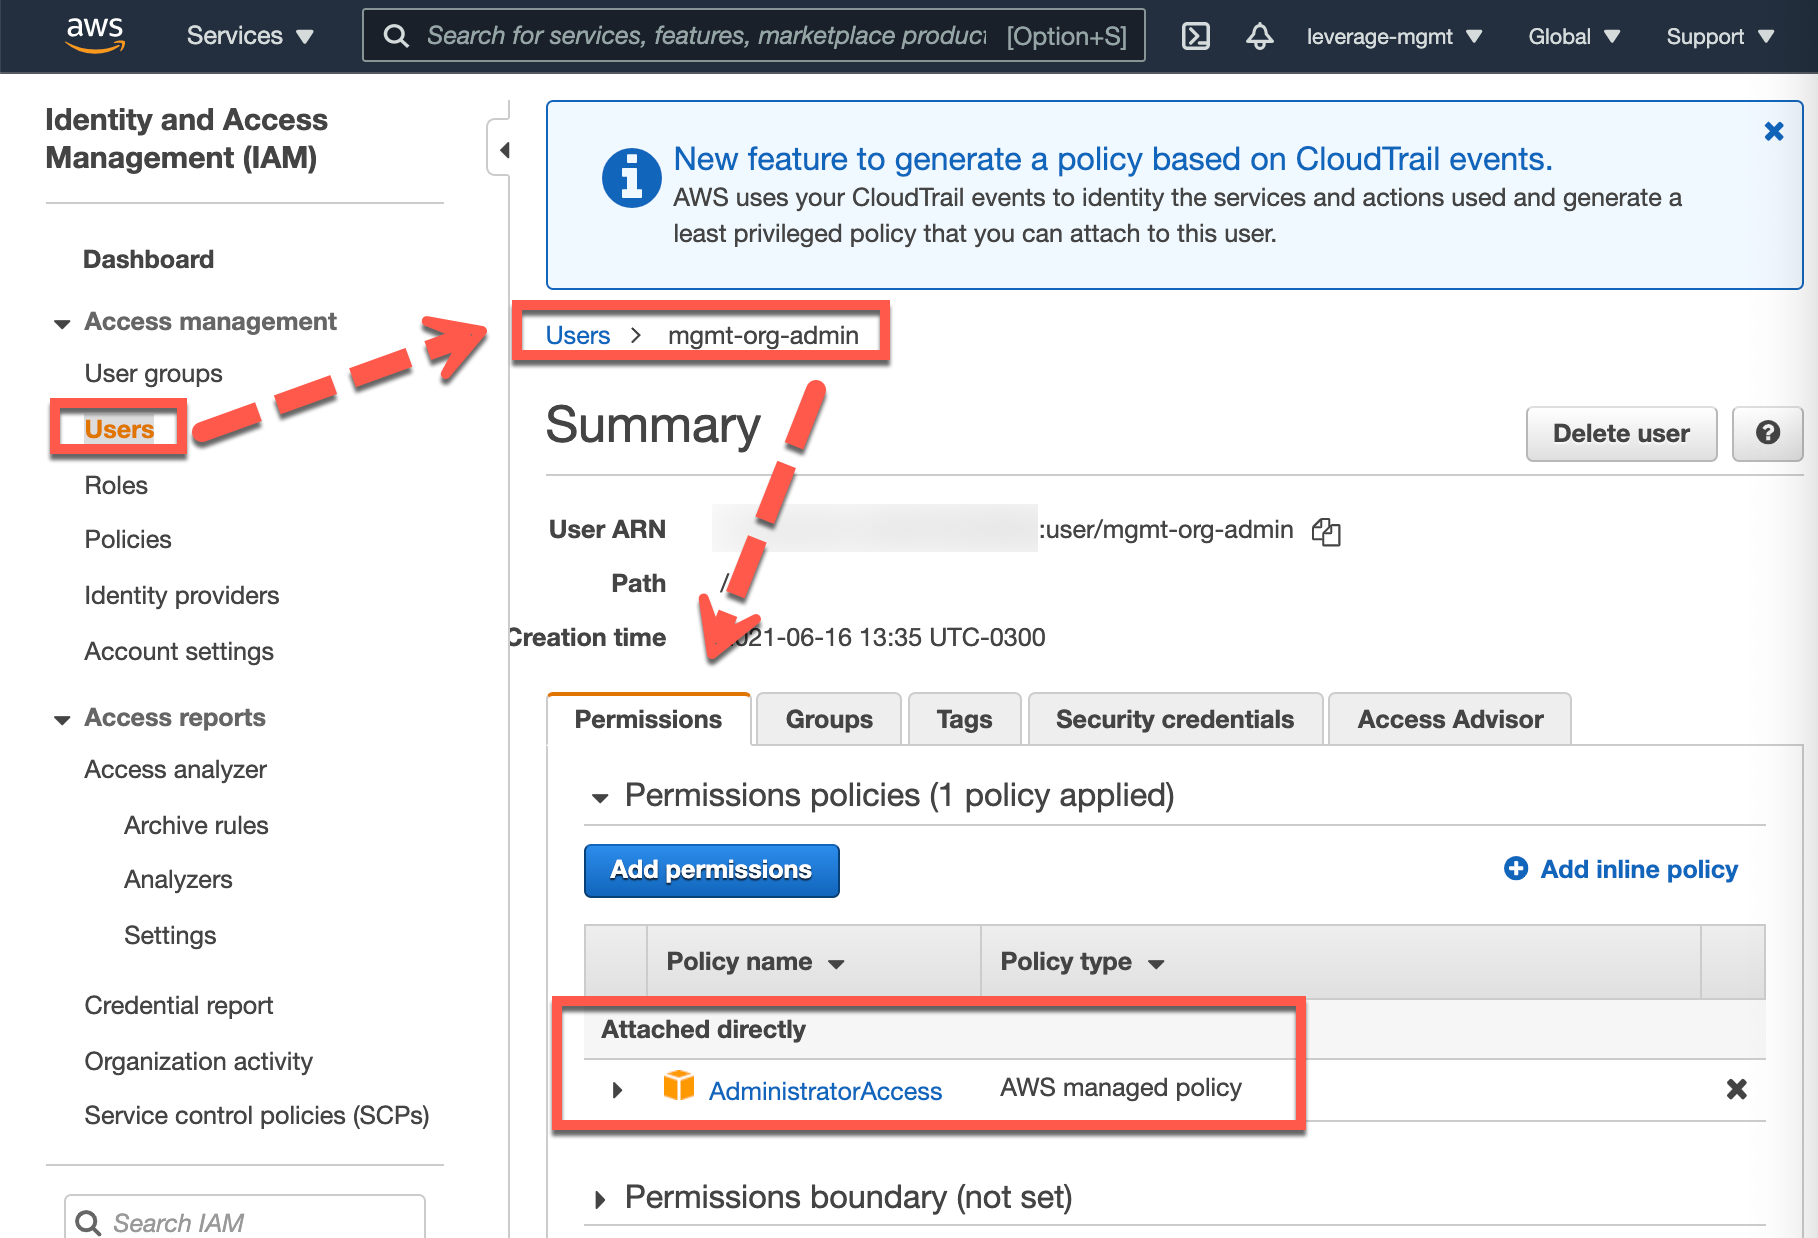 aws
Services
Search for services, features, marketplace product
[Option+S]
leverage-mgmt
Global
Support
Identity and Access
Management (IAM)
Dashboard
Access management
User groups
Users
Roles
Policies
Identity providers
Account settings
Access reports
Access analyzer
Archive rules
Analyzers
Settings
Credential report
Organization activity
Service control policies (SCPs)
Search IAM
New feature to generate a policy based on CloudTrail events.
AWS uses your CloudTrail events to identity the services and actions used and generate a
least privileged policy that you can attach to this user.
Users > mgmt-org-admin
Summary
Delete user
?
User ARN :user/mgmt-org-admin
Path /
Creation time 021-06-16 13:35 UTC-0300
Permissions
Groups
Tags
Security credentials
Access Advisor
Permissions policies (1 policy applied)
Add permissions
Add inline policy
Policy name
Policy type
Attached directly
AdministratorAccess
AWS managed policy
Permissions boundary (not set)